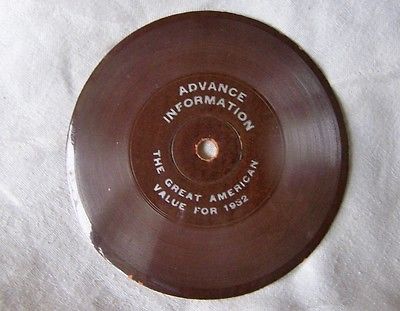 ADVANCE
INFORMATION
THE GREAT AMERICAN
VALUE FOR 1932